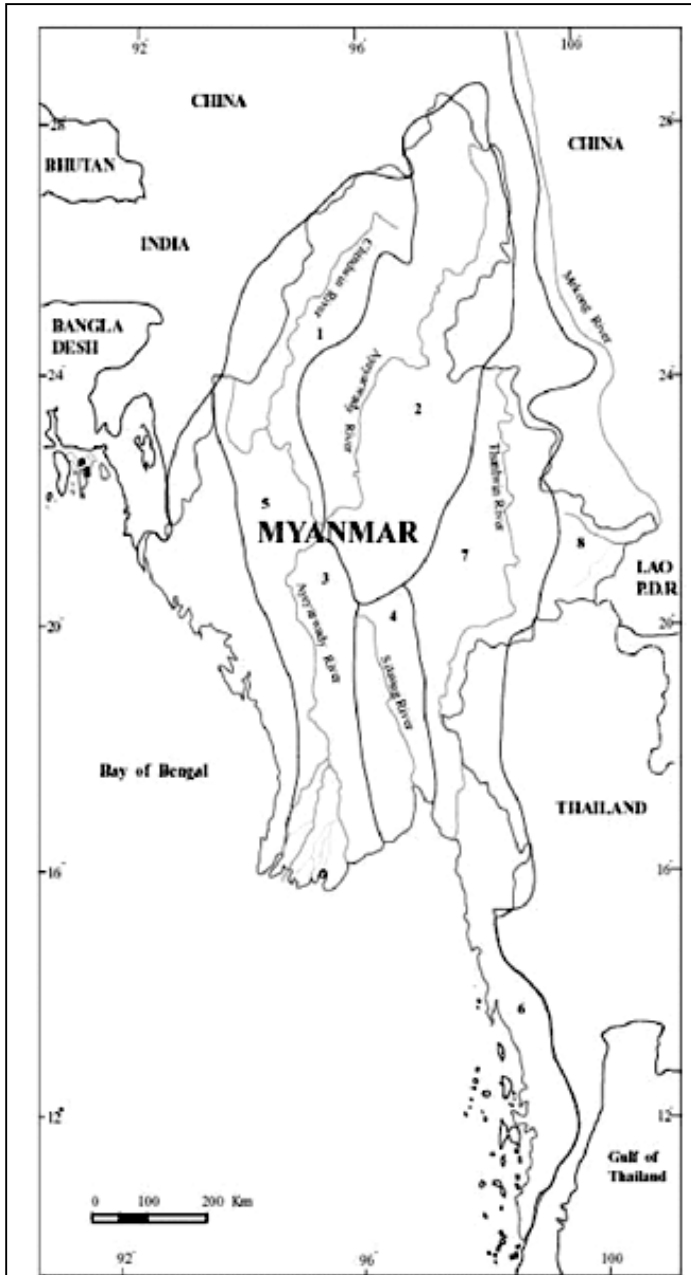 92°
96°
100°
CHINA
28°
28°
CHINA
BHUTAN
INDIA
Chindwin River
Mekong River
1
BANGLA
DESH
24°
24°
Ayeyarwady River
2
Thanlwin River
5
MYANMAR
3
7
8
LAO
P.D.R
20°
20°
4
Ayeyarwady River
Sittaung River
Bay of Bengal
THAILAND
16°
16°
6
12°
12°
Gulf of
Thailand
0 100 200 Km
92°
96°
100